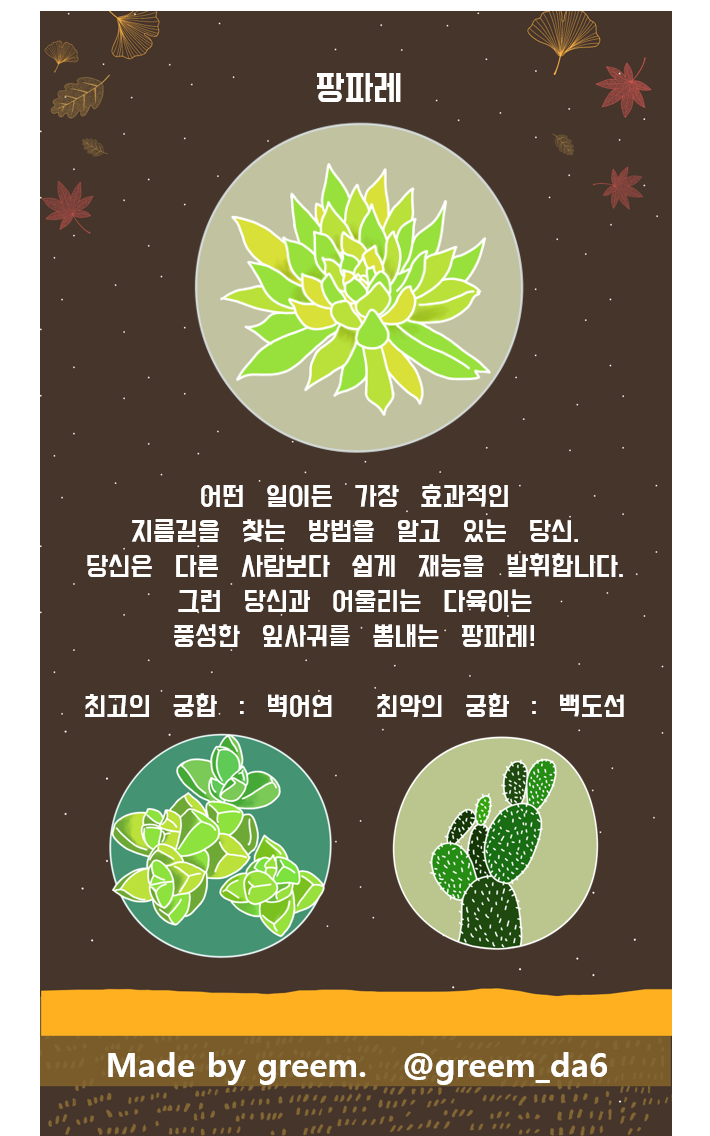 팡파레
어떤 일이든 가장 효과적인
지름길을 찾는 방법을 알고 있는 당신.
당신은 다른 사람보다 쉽게 재능을 발휘합니다.
그런 당신과 어울리는 다육이는
풍성한 잎사귀를 뽐내는 팡파레!
최고의 궁합 : 벽어연 최악의 궁합 : 백도선
Made by greem. @greem_da6